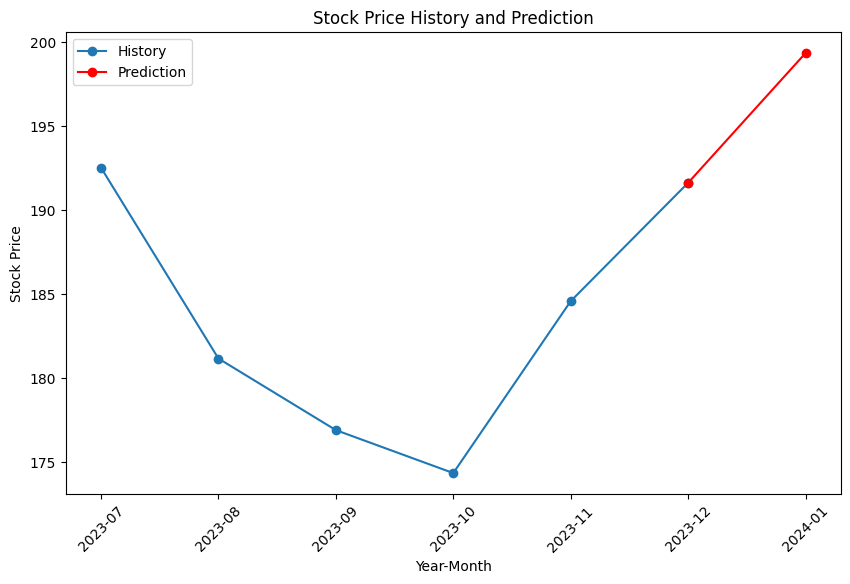 Stock Price History and Prediction
History
Prediction
Stock Price
200
195
190
185
180
175
2023-07
2023-08
2023-09
2023-10
2023-11
2023-12
2024-01
Year-Month